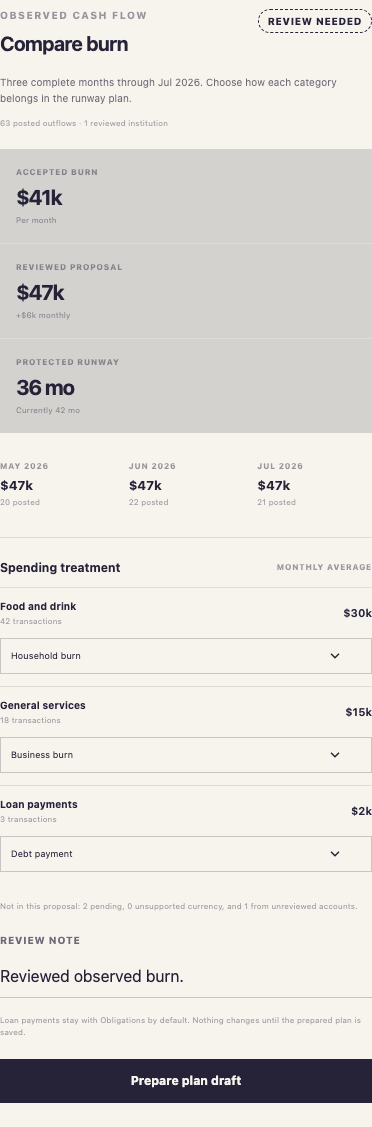 OBSERVED CASH FLOW
REVIEW NEEDED
Compare burn
Three complete months through Jul 2026. Choose how each category
belongs in the runway plan.
63 posted outflows · 1 reviewed institution
ACCEPTED BURN
$41k
Per month
REVIEWED PROPOSAL
$47k
+$6k monthly
PROTECTED RUNWAY
36 mo
Currently 42 mo
MAY 2026 JUN 2026 JUL 2026
$47k $47k $47k
20 posted 22 posted 21 posted
Spending treatment MONTHLY AVERAGE
Food and drink
42 transactions
$30k
Household burn
General services
18 transactions
$15k
Business burn
Loan payments
3 transactions
$2k
Debt payment
Not in this proposal: 2 pending, 0 unsupported currency, and 1 from unreviewed accounts.
REVIEW NOTE
Reviewed observed burn.
Loan payments stay with Obligations by default. Nothing changes until the prepared plan is
saved.
Prepare plan draft